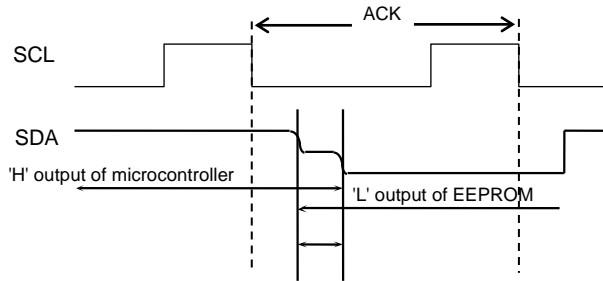 ACK
SCL
SDA
'H' output of microcontroller
'L' output of EEPROM